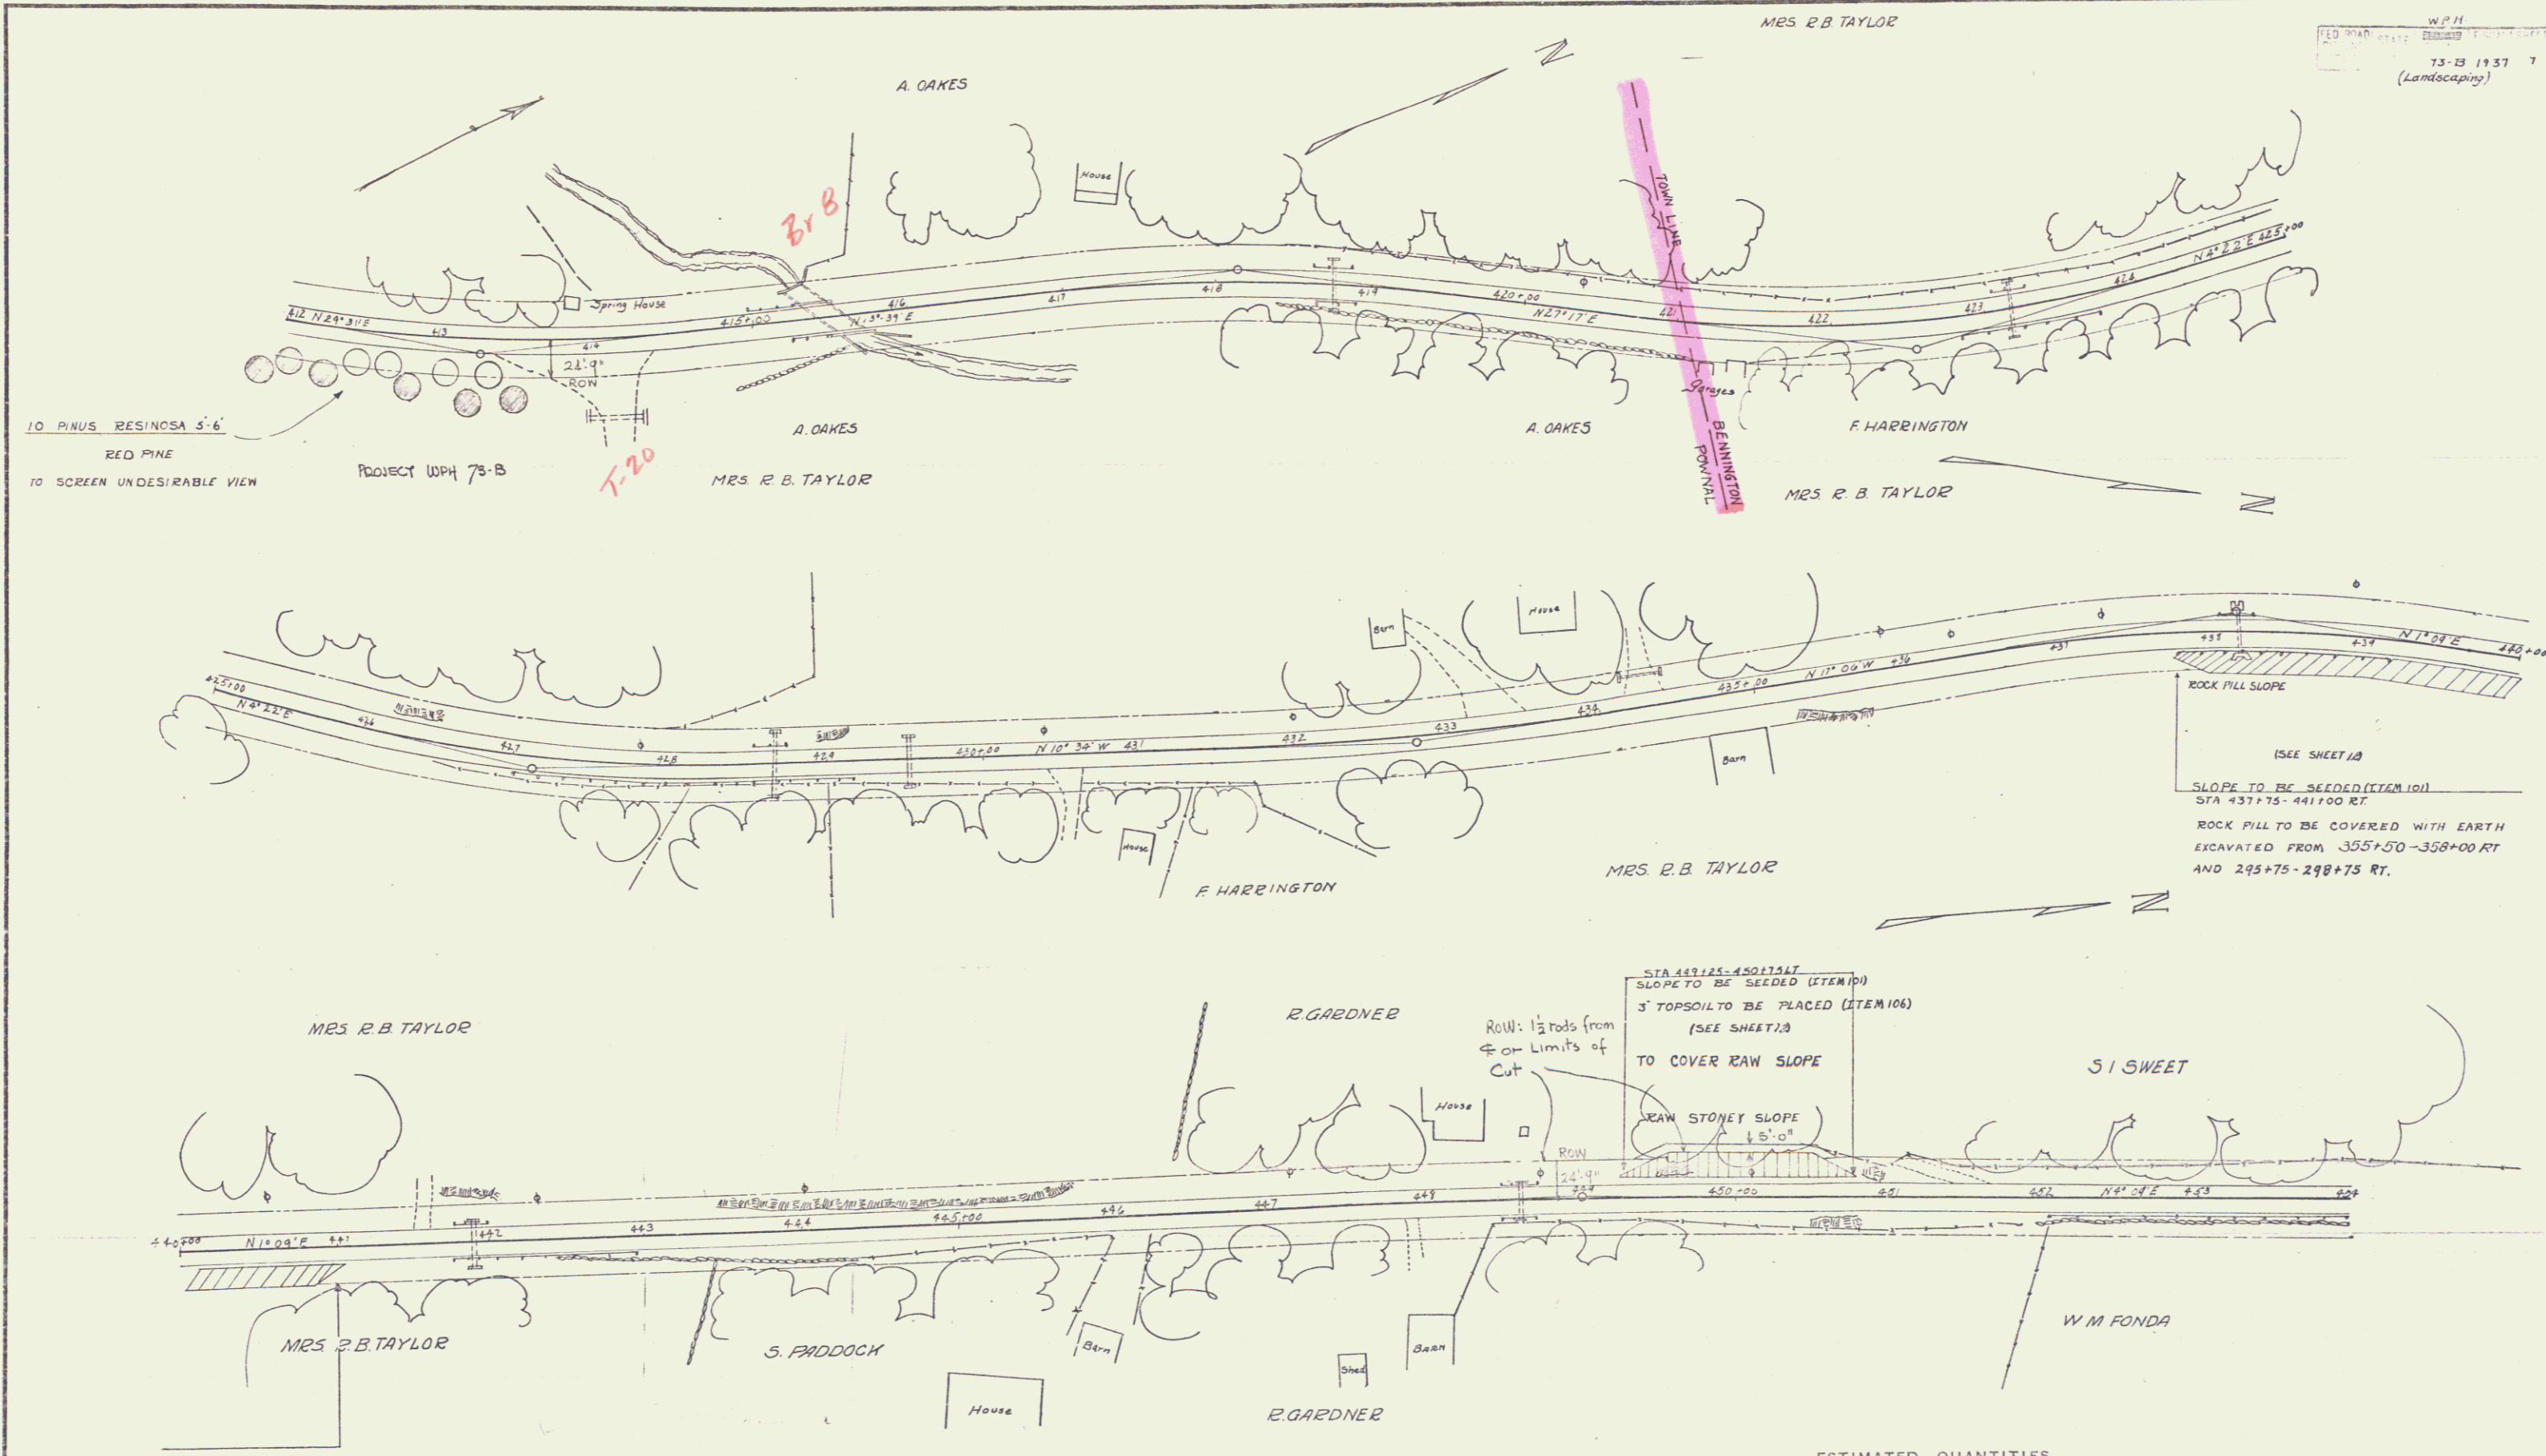 MRS. R.B TAYLOR
W.P.H.
FED ROAD
STATE
73-B 1937 7
(Landscaping)
N
A. OAKES
TOWN LINE
House
Br 8
Spring House
412 N 29° 31' E
413
414
415+00
416
N 13°-39' E
417
418
419
420+00
N 27° 17' E
421
422
423
424
N 4° 22' E 425+00
24'-9"
ROW
Garages
10 PINUS RESINOSA 5-6'
RED PINE
TO SCREEN UNDESIRABLE VIEW
PROJECT WPH 73-B
T-20
A. OAKES
MRS. R. B. TAYLOR
A. OAKES
BENNINGTON
POWNAL
F. HARRINGTON
MRS. R. B. TAYLOR
N
Barn
House
425+00
N 4° 22' E
426
427
428
429
430+00
N 10° 34' W
431
432
433
434
435+00
N 17° 06' W
436
437
438
439
N 1° 09' E
440+00
ROCK FILL SLOPE
House
Barn
(SEE SHEET 12)
SLOPE TO BE SEEDED (ITEM 101)
STA 437+75-441+00 RT.
ROCK FILL TO BE COVERED WITH EARTH
EXCAVATED FROM 355+50-358+00 RT
AND 295+75-298+75 RT.
F. HARRINGTON
MRS. R.B. TAYLOR
N
MRS. R.B. TAYLOR
R. GARDNER
ROW: 1½ rods from
℄ or Limits of
Cut
STA 449+25-450+75 LT
SLOPE TO BE SEEDED (ITEM 101)
3" TOPSOIL TO BE PLACED (ITEM 106)
(SEE SHEET 12)
TO COVER RAW SLOPE
S I SWEET
House
RAW STONEY SLOPE
5'-0"
ROW
24'-9"
440+00
N 1° 09' E
441
442
443
444
445+00
446
447
448
449
450+00
451
452
N 4° 04' E
453
454
MRS. R.B. TAYLOR
S. PADDOCK
Barn
House
Shed
BARN
R. GARDNER
W M FONDA
ESTIMATED QUANTITIES